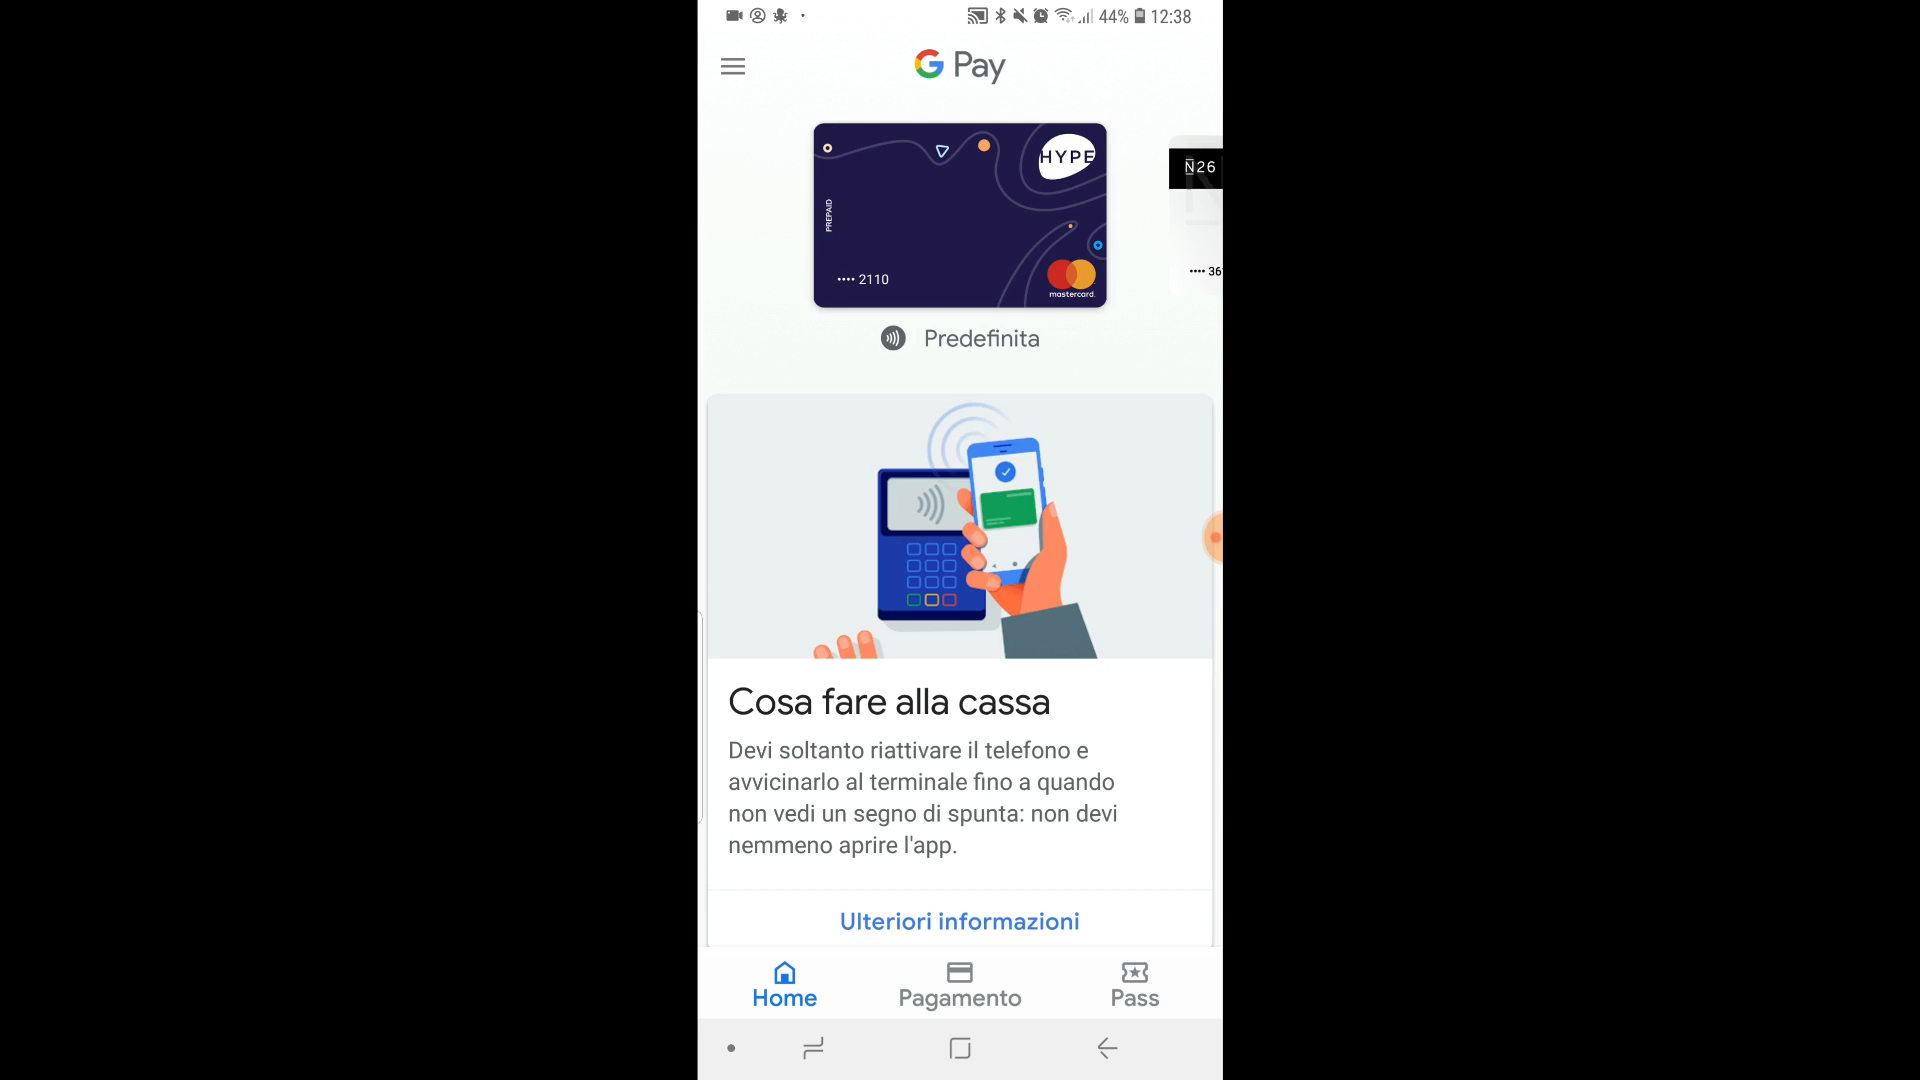 44% 12:38
G Pay
HYPE
N26
PREPAID
•••• 2110
mastercard.
•••• 36
Predefinita
Cosa fare alla cassa
Devi soltanto riattivare il telefono e
avvicinarlo al terminale fino a quando
non vedi un segno di spunta: non devi
nemmeno aprire l'app.
Ulteriori informazioni
Home
Pagamento
Pass